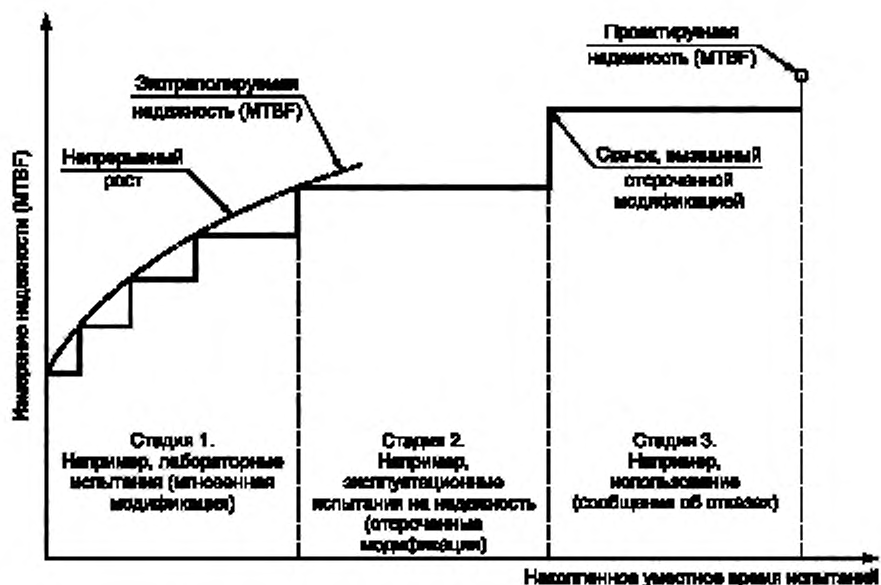 Измерение надежности (MTBF)
Проектируемая
надежность (MTBF)
Экстраполируемая
надежность (MTBF)
Непрерывный
рост
Скачок, вызванный
отсроченной
модификацией
Стадия 1.
Например, лабораторные
испытания (мгновенная
модификация)
Стадия 2.
Например,
эксплуатационные
испытания на надежность
(отсроченные
модификации)
Стадия 3.
Например,
использование
(сообщения об отказах)
Накопленное уместное время испытаний